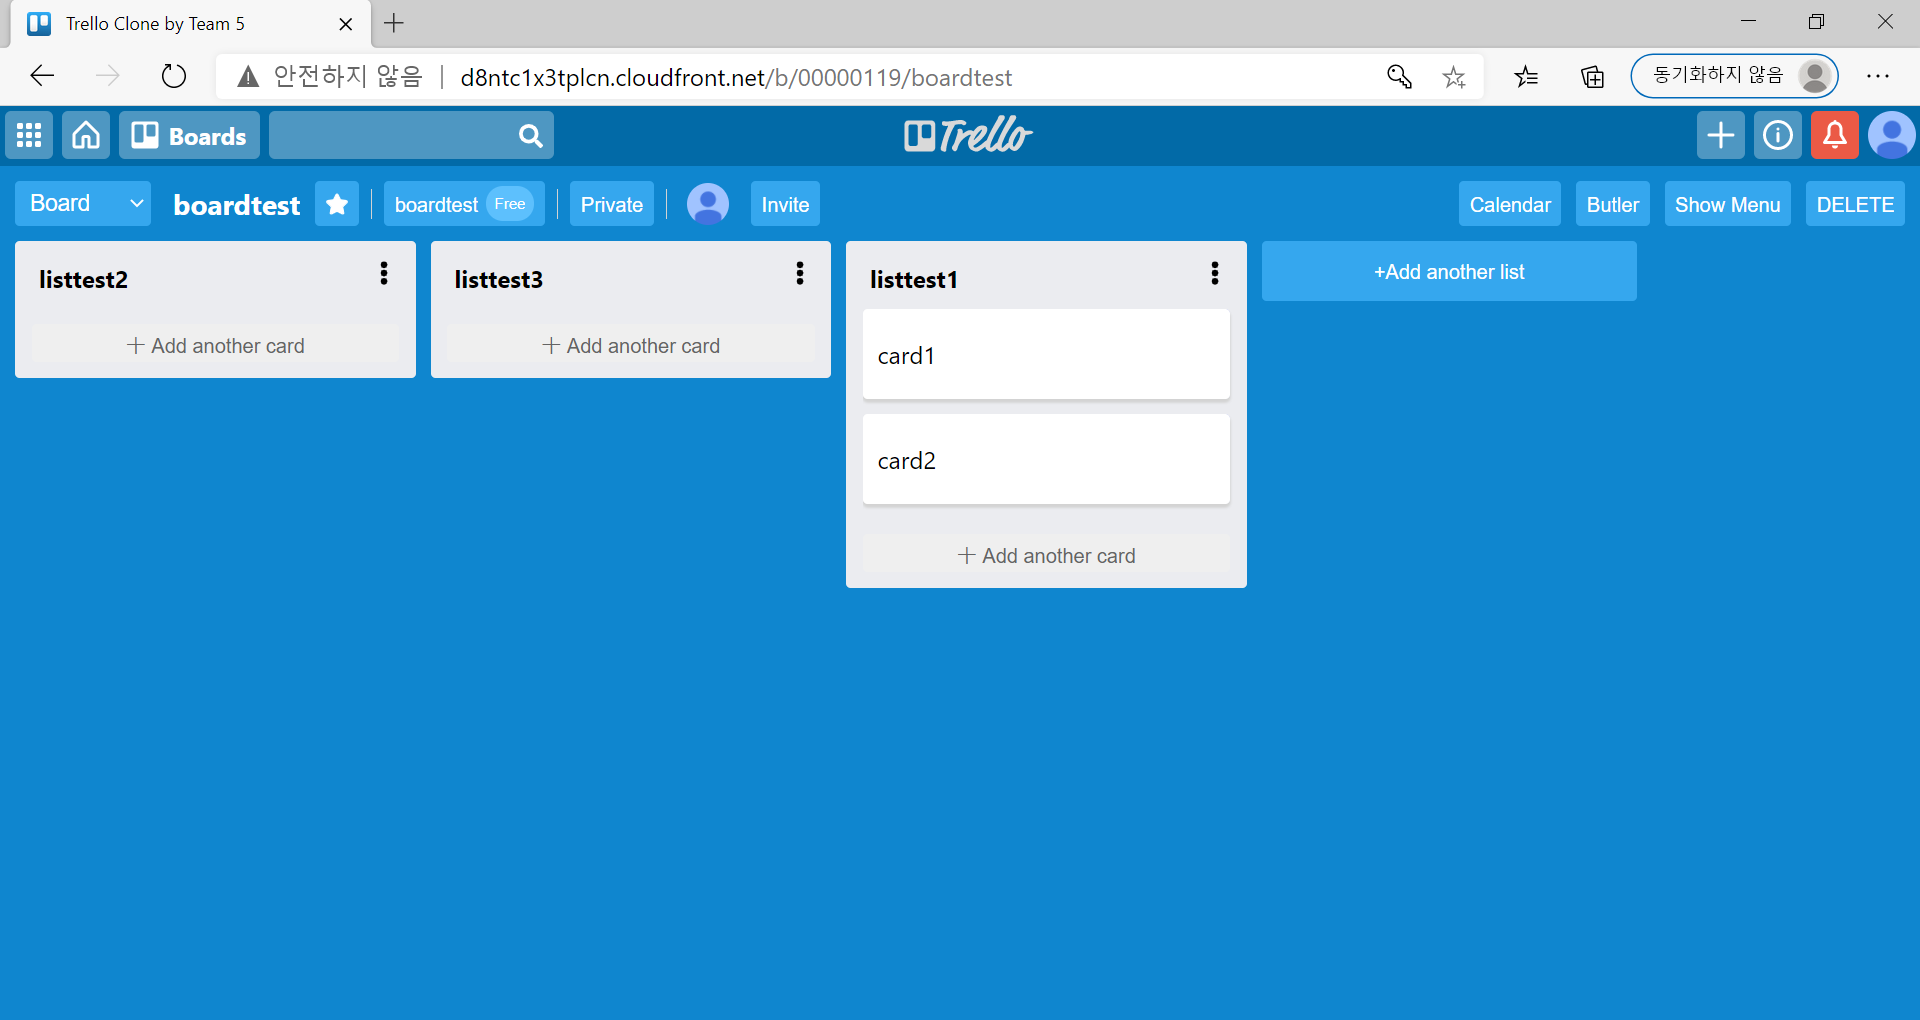 Trello Clone by Team 5
안전하지 않음 d8ntc1x3tplcn.cloudfront.net/b/00000119/boardtest 동기화하지 않음
Boards Trello
Board boardtest boardtest Free Private Invite Calendar Butler Show Menu DELETE
listtest2 listtest3 listtest1 +Add another list
+ Add another card + Add another card card1
card2
+ Add another card